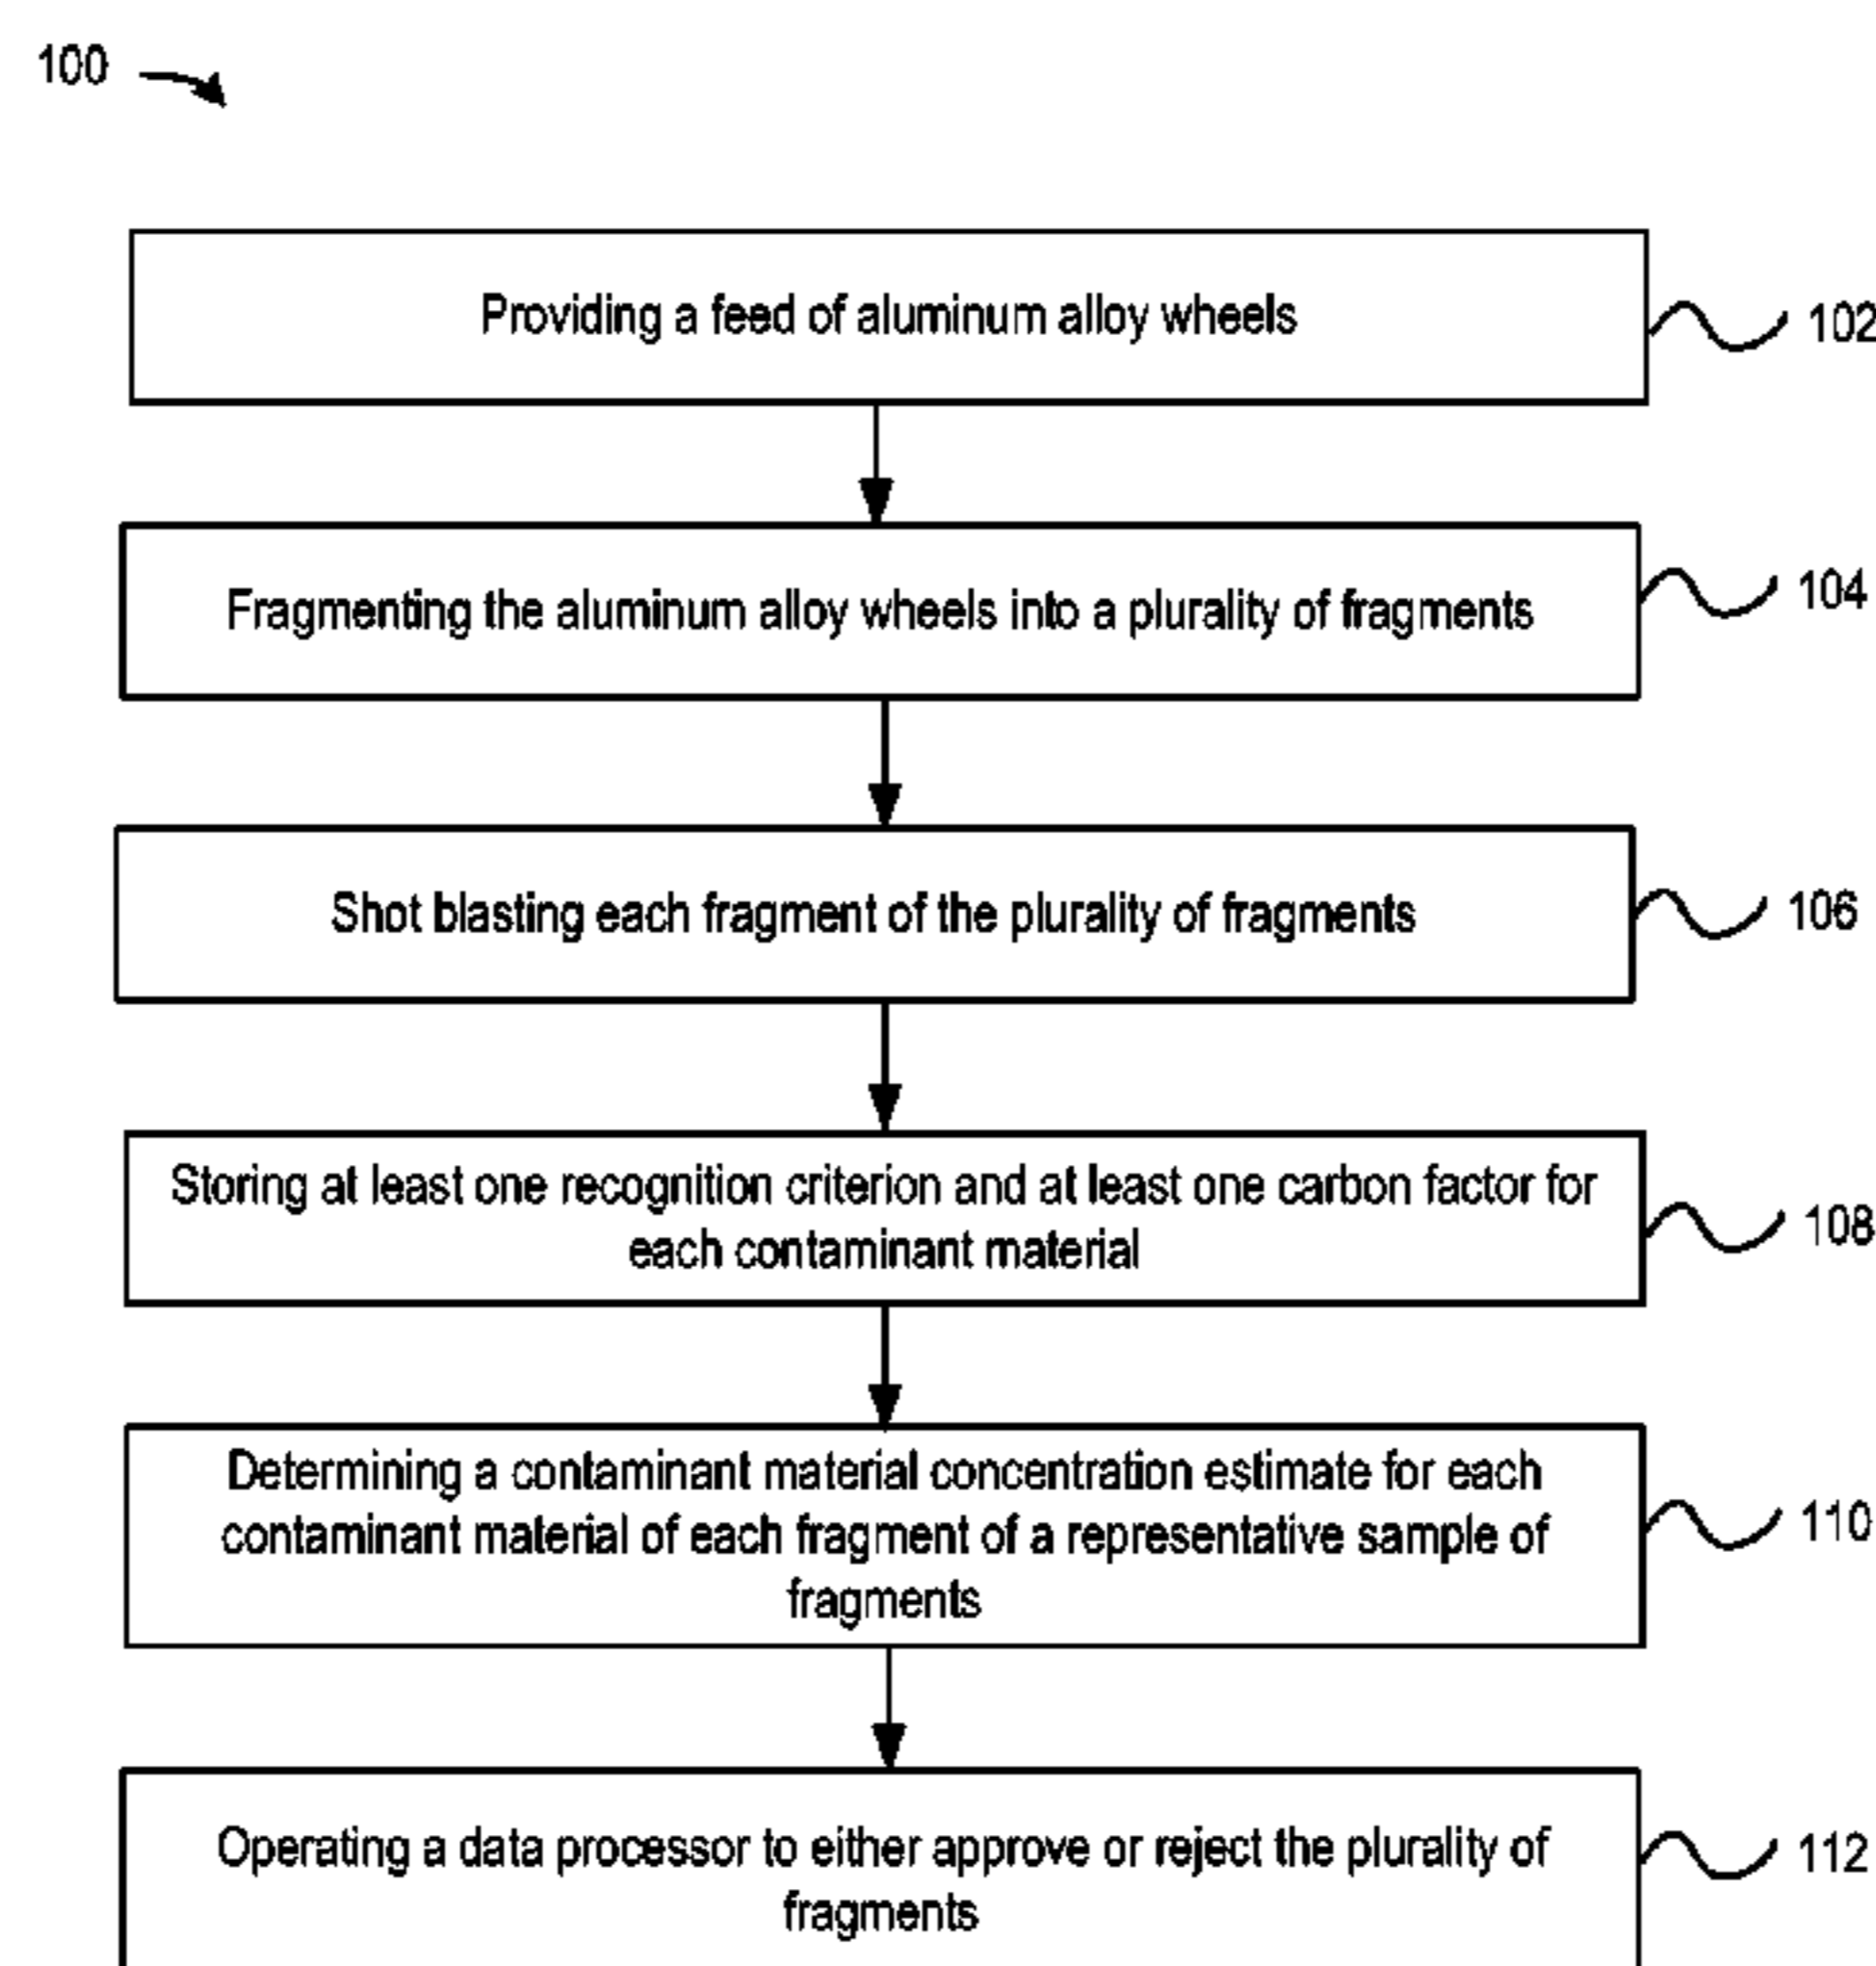 100
Providing a feed of aluminum alloy wheels
102
Fragmenting the aluminum alloy wheels into a plurality of fragments
104
Shot blasting each fragment of the plurality of fragments
106
Storing at least one recognition criterion and at least one carbon factor for
each contaminant material
108
Determining a contaminant material concentration estimate for each
contaminant material of each fragment of a representative sample of
fragments
110
Operating a data processor to either approve or reject the plurality of
fragments
112